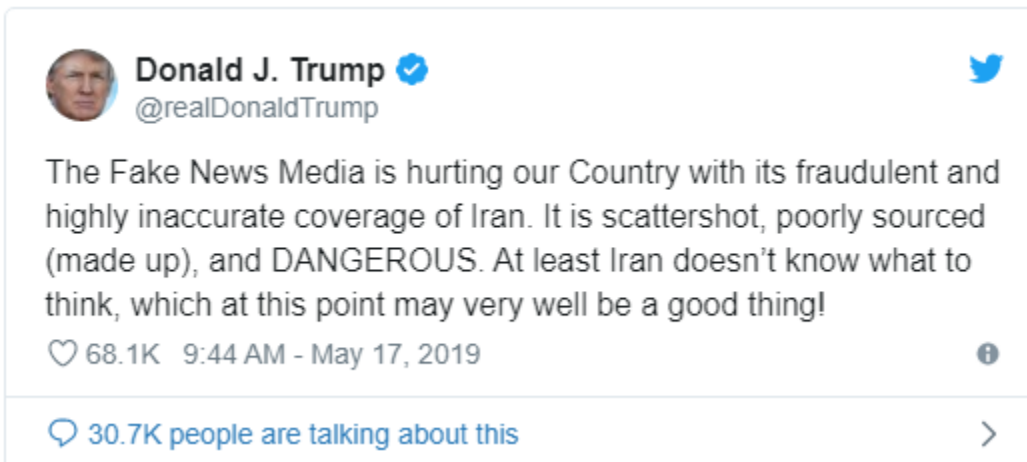 Donald J. Trump
@realDonaldTrump
The Fake News Media is hurting our Country with its fraudulent and
highly inaccurate coverage of Iran. It is scattershot, poorly sourced
(made up), and DANGEROUS. At least Iran doesn’t know what to
think, which at this point may very well be a good thing!
68.1K 9:44 AM - May 17, 2019
30.7K people are talking about this